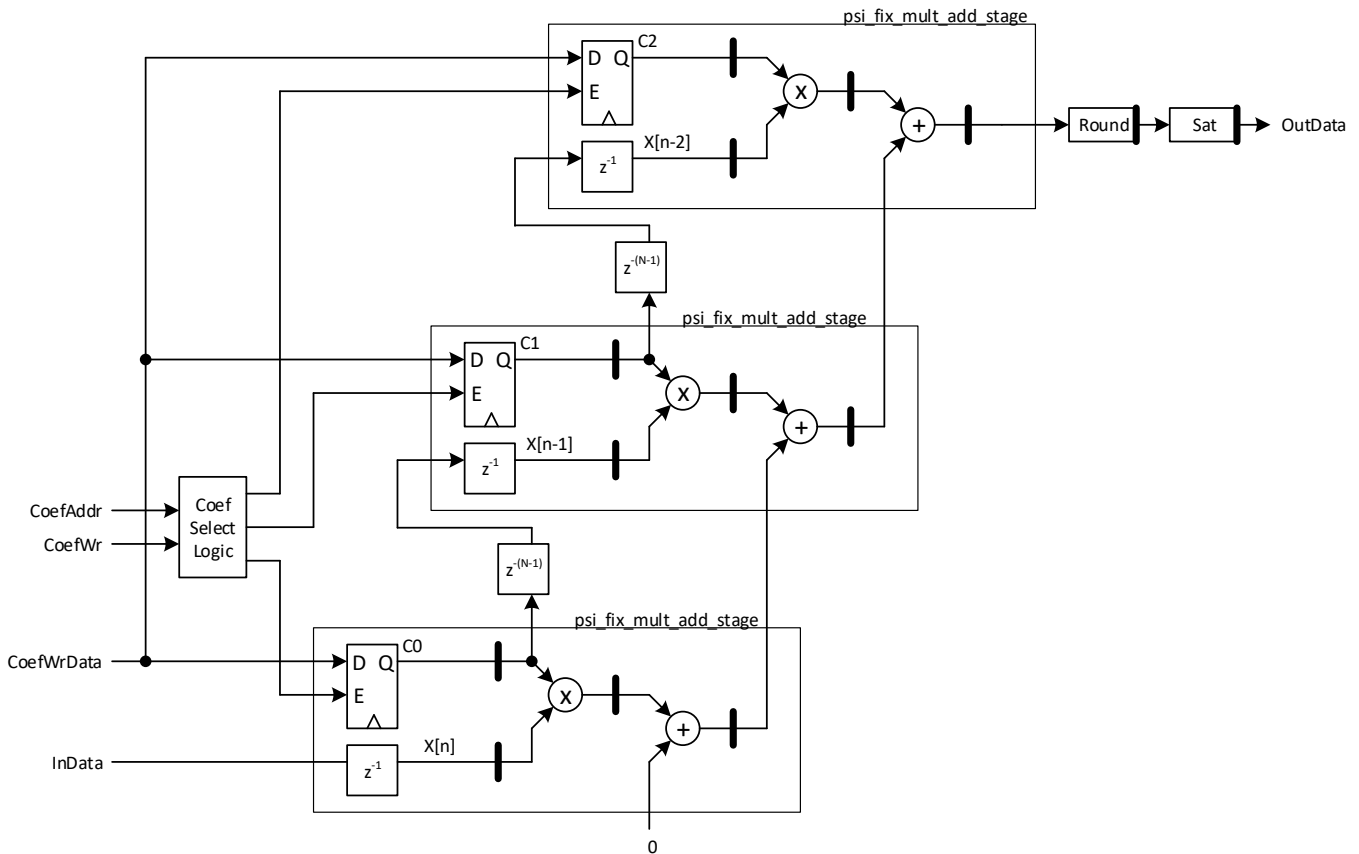 psi_fix_mult_add_stage
C2
D Q
E
X[n-2]
z-1
x
+
Round
Sat
OutData
z-(N-1)
psi_fix_mult_add_stage
C1
D Q
E
X[n-1]
z-1
x
+
CoefAddr
CoefWr
Coef
Select
Logic
z-(N-1)
psi_fix_mult_add_stage
CoefWrData
C0
D Q
E
x
+
X[n]
InData
z-1
0